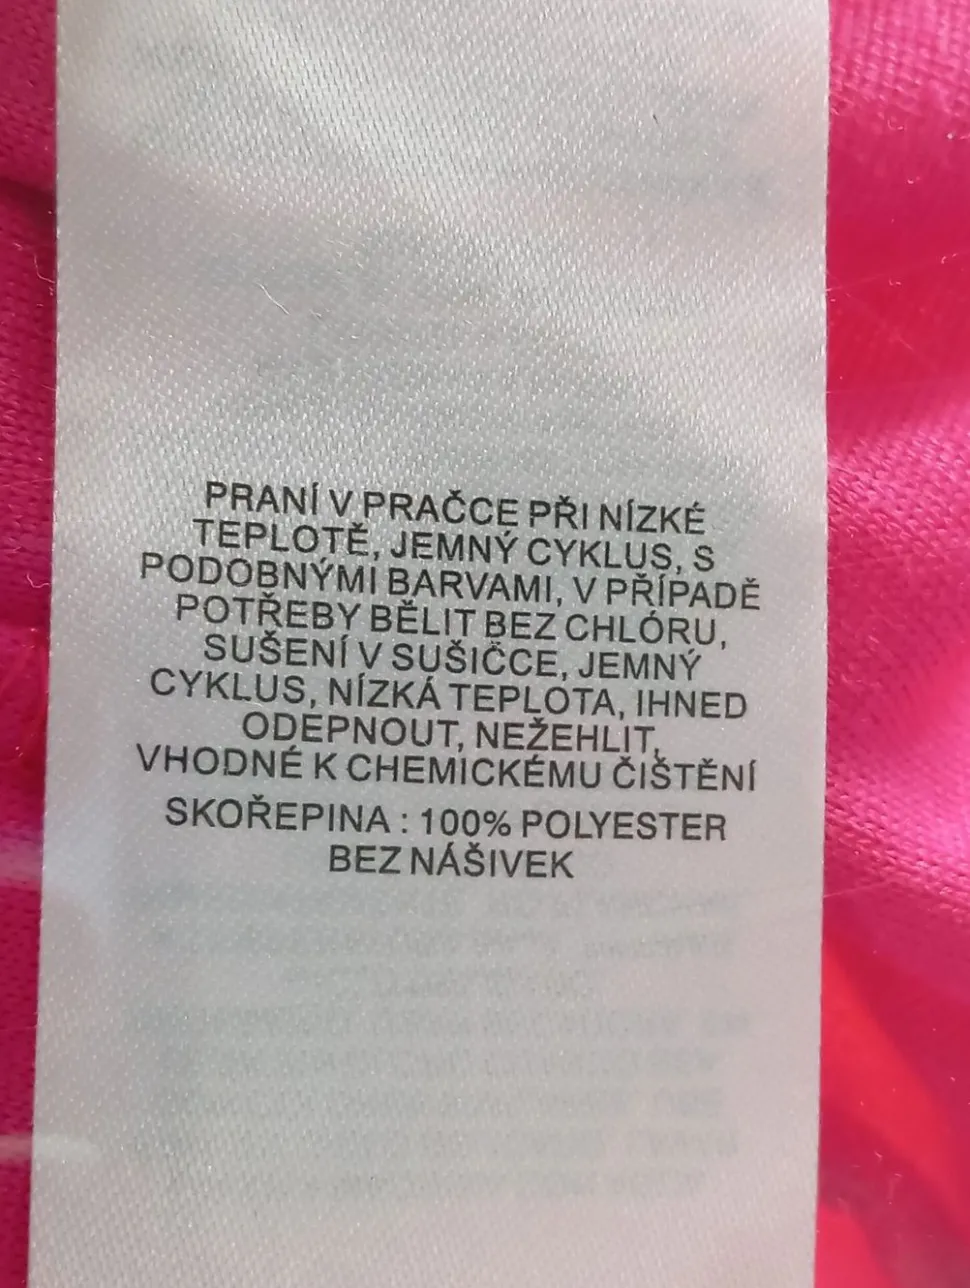 PRANÍ V PRAČCE PŘI NÍZKÉ
TEPLOTĚ, JEMNÝ CYKLUS, S
PODOBNÝMI BARVAMI, V PŘÍPADĚ
POTŘEBY BĚLIT BEZ CHLÓRU,
SUŠENÍ V SUŠIČCE, JEMNÝ
CYKLUS, NÍZKÁ TEPLOTA, IHNED
ODEPNOUT, NEŽEHLIT,
VHODNÉ K CHEMICKÉMU ČIŠTĚNÍ
SKOŘEPINA : 100% POLYESTER
BEZ NÁŠIVEK